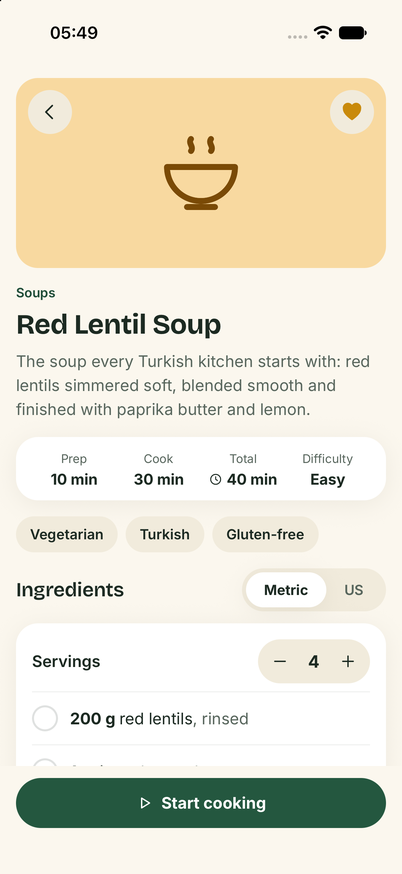 05:49
Soups
Red Lentil Soup
The soup every Turkish kitchen starts with: red
lentils simmered soft, blended smooth and
finished with paprika butter and lemon.
Prep Cook Total Difficulty
10 min 30 min 40 min Easy
Vegetarian Turkish Gluten-free
Ingredients Metric US
Servings 4
200 g red lentils, rinsed
Start cooking